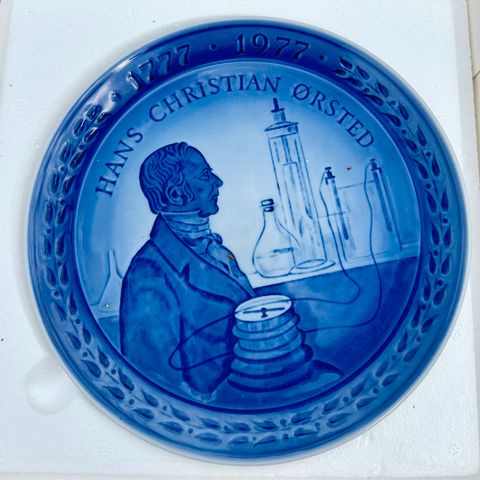 1777 · 1977
HANS CHRISTIAN ØRSTED